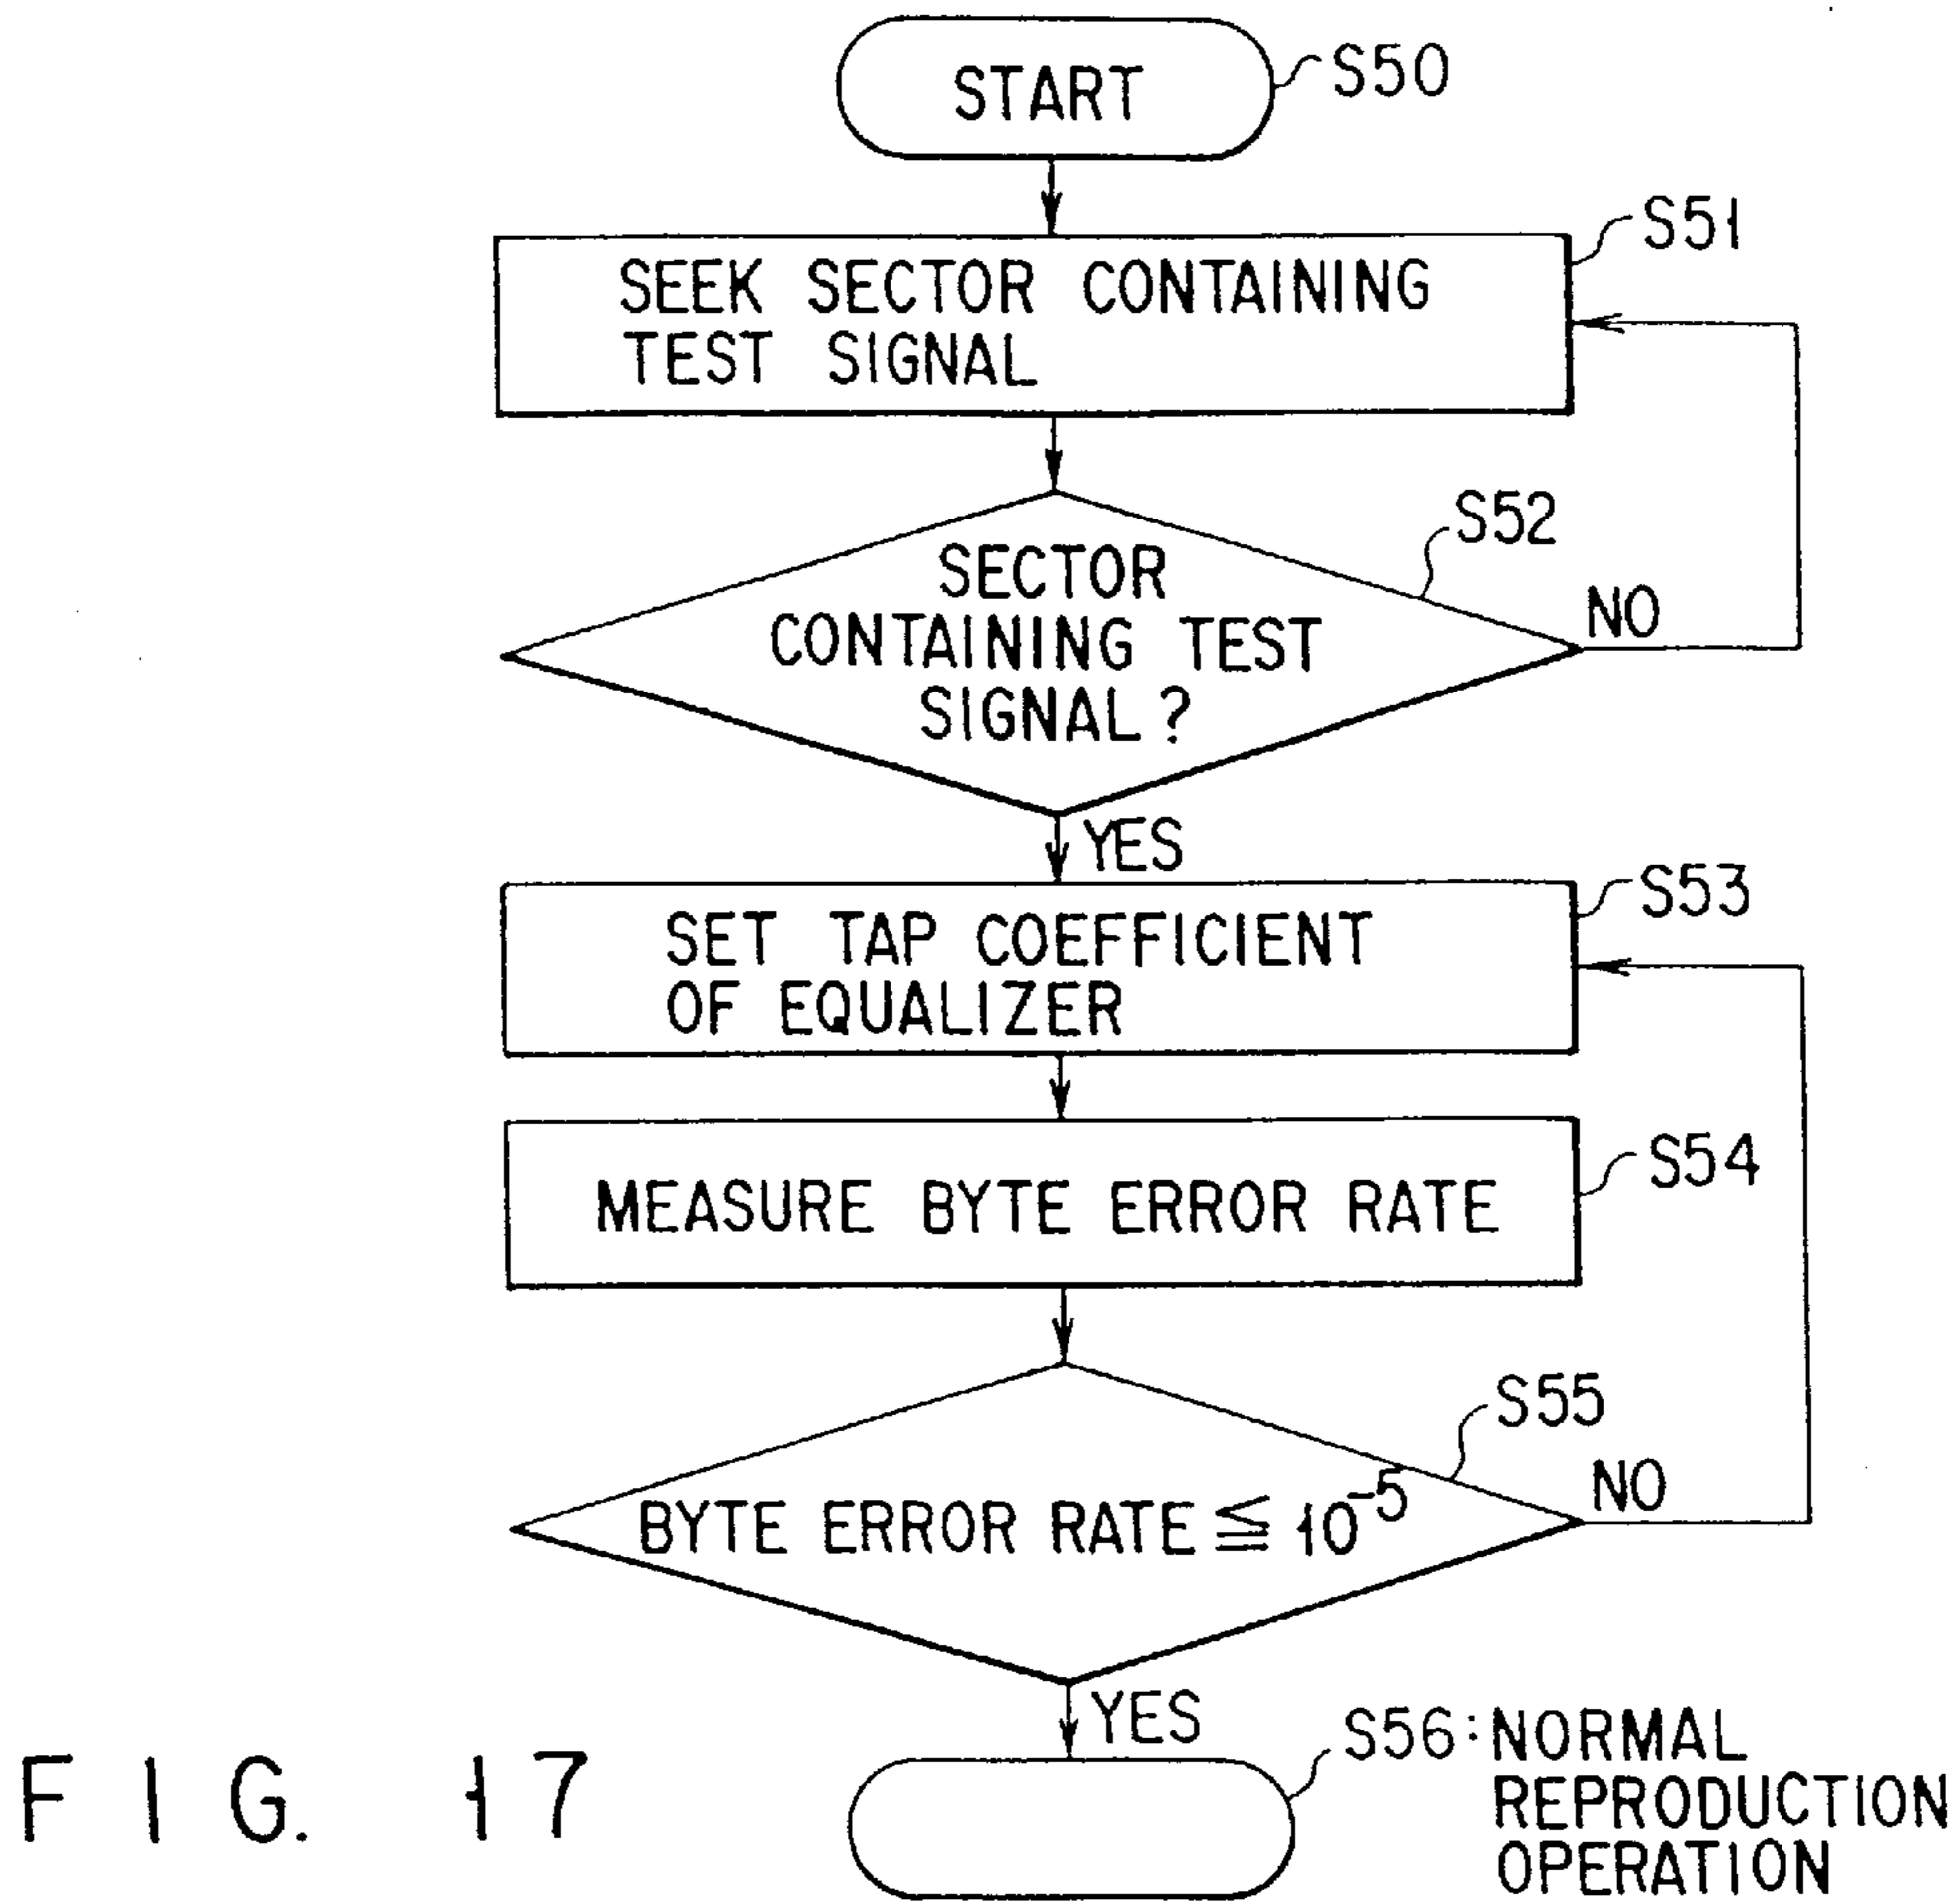 START
S50
S51
SEEK SECTOR CONTAINING
TEST SIGNAL
S52
SECTOR
CONTAINING TEST
SIGNAL?
NO
YES
S53
SET TAP COEFFICIENT
OF EQUALIZER
S54
MEASURE BYTE ERROR RATE
S55
BYTE ERROR RATE ≦ 10⁻⁵
NO
YES
S56: NORMAL
REPRODUCTION
OPERATION
FIG. 17